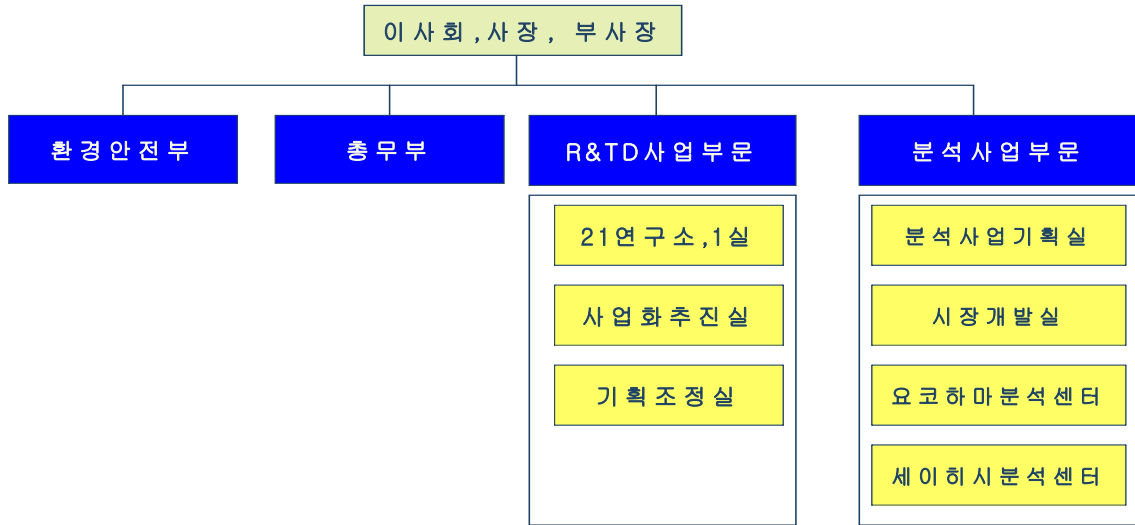 이사회,사장, 부사장
환경안전부
총무부
R&TD사업부문
분석사업부문
21연구소,1실
사업화추진실
기획조정실
분석사업기획실
시장개발실
요코하마분석센터
세이히시분석센터